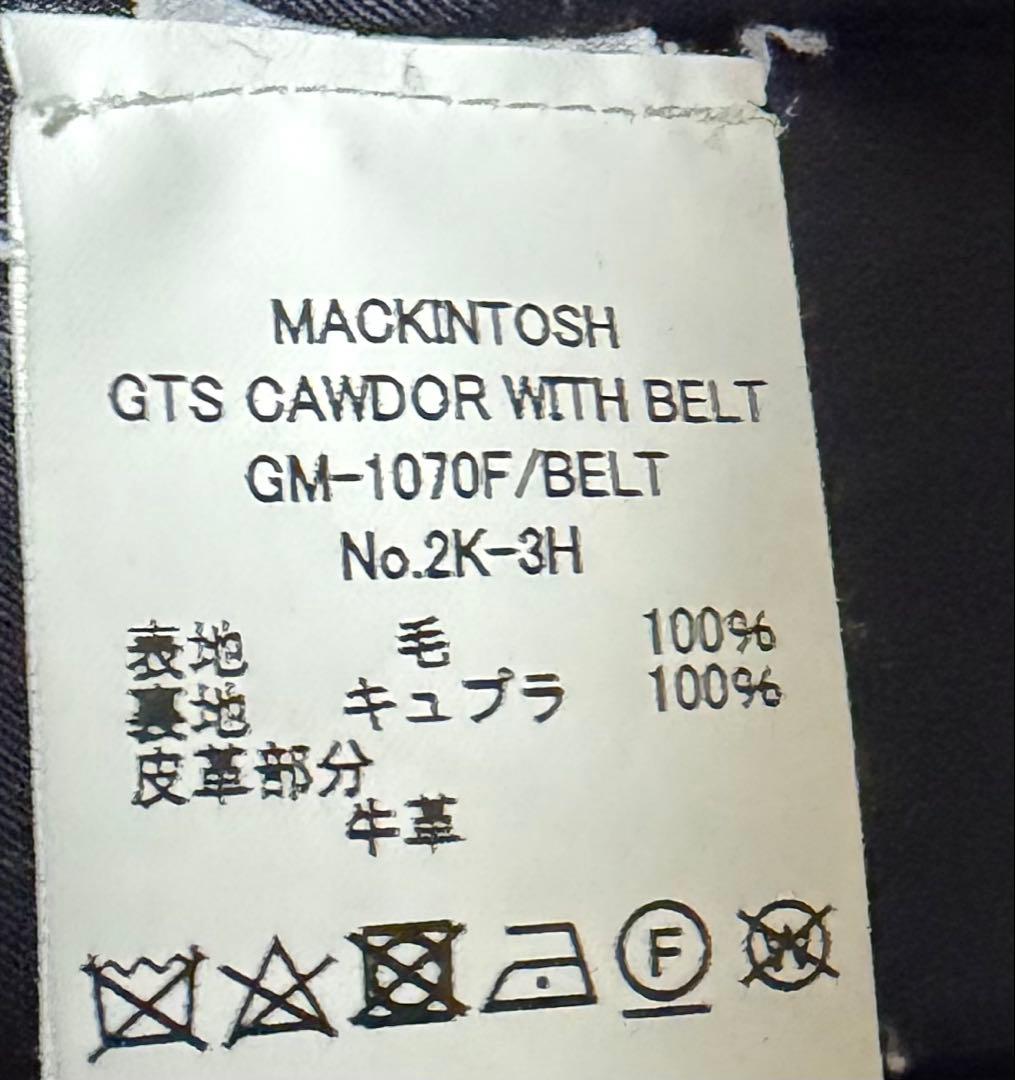 MACKINTOSH
GTS CAWDOR WITH BELT
GM-1070F/BELT
No.2K-3H
表地 毛 100%
裏地 キュプラ 100%
皮革部分
牛革
F
W